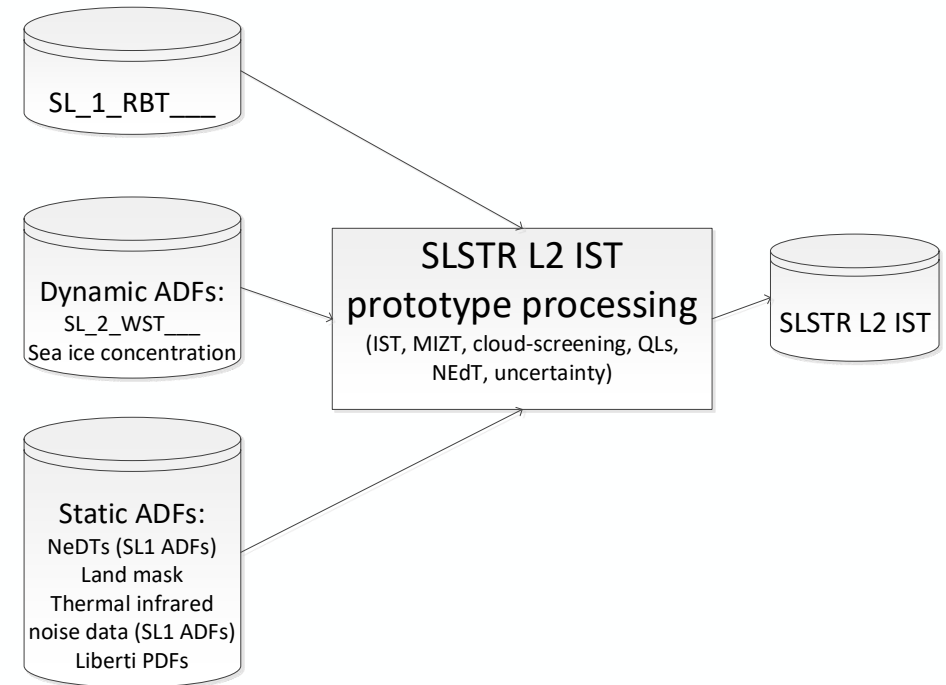 SL_1_RBT___
Dynamic ADFs:
SL_2_WST___
Sea ice concentration
Static ADFs:
NeDTs (SL1 ADFs)
Land mask
Thermal infrared
noise data (SL1 ADFs)
Liberti PDFs
SLSTR L2 IST
prototype processing
(IST, MIZT, cloud-screening, QLs,
NEdT, uncertainty)
SLSTR L2 IST